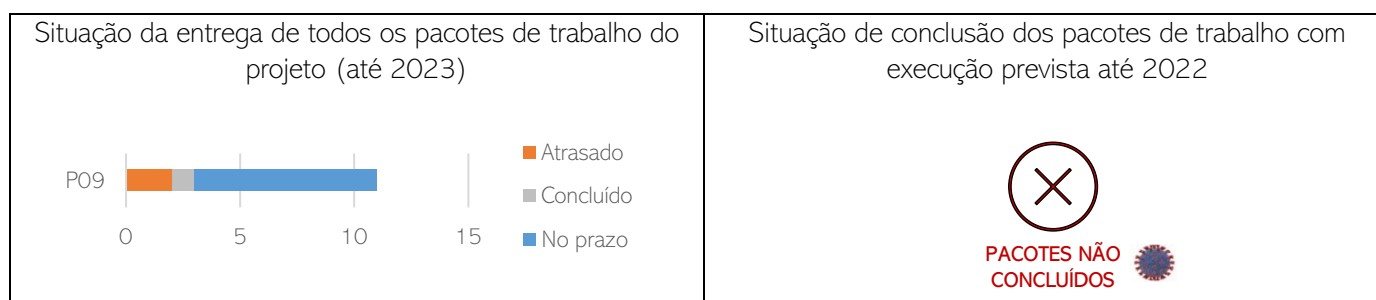 Situação da entrega de todos os pacotes de trabalho do
projeto (até 2023)
P09
0
5
10
15
Atrasado
Concluído
No prazo
Situação de conclusão dos pacotes de trabalho com
execução prevista até 2022
PACOTES NÃO
CONCLUÍDOS